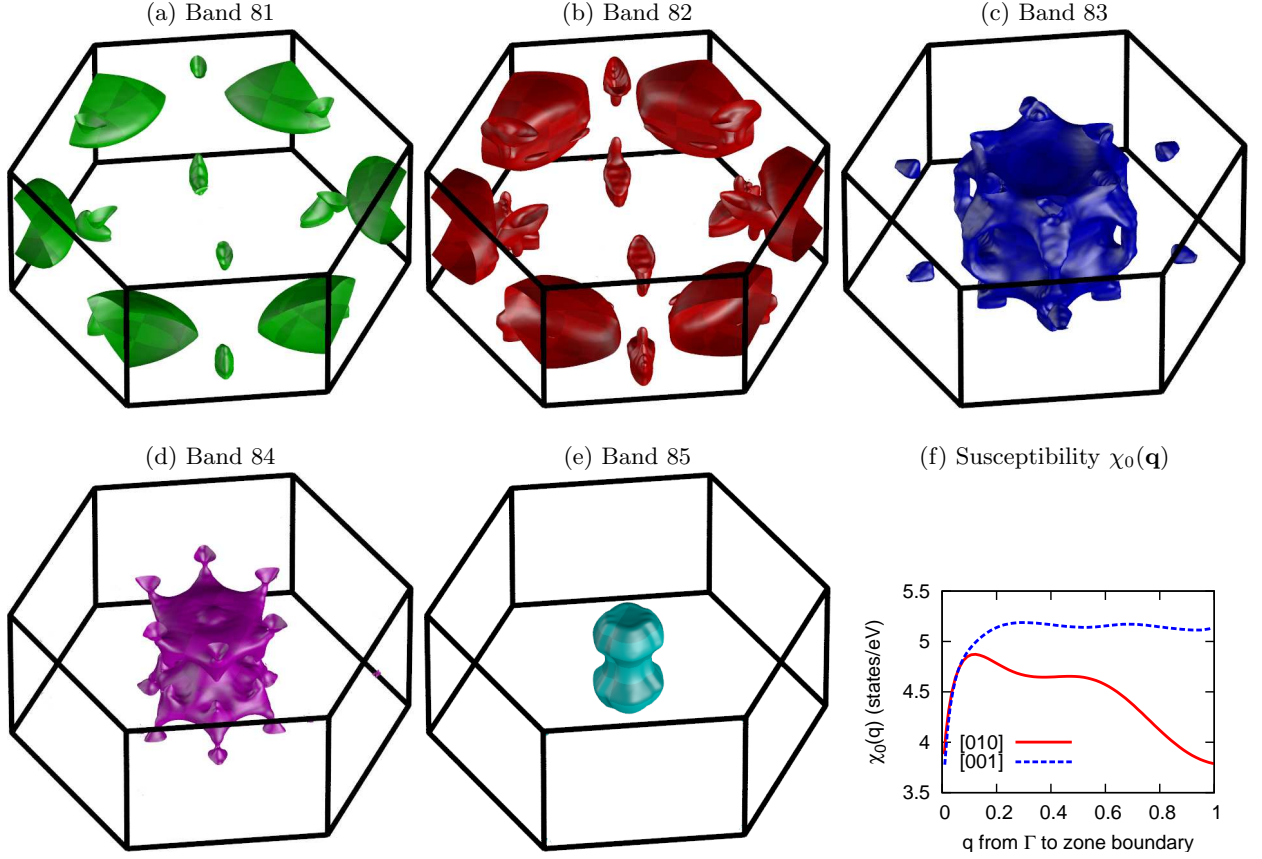 (a) Band 81
(b) Band 82
(c) Band 83
(d) Band 84
(e) Band 85
(f) Susceptibility χ₀(q)
5.5
5
4.5
4
3.5
χ₀(q) (states/eV)
[010]
[001]
0 0.2 0.4 0.6 0.8 1
q from Γ to zone boundary